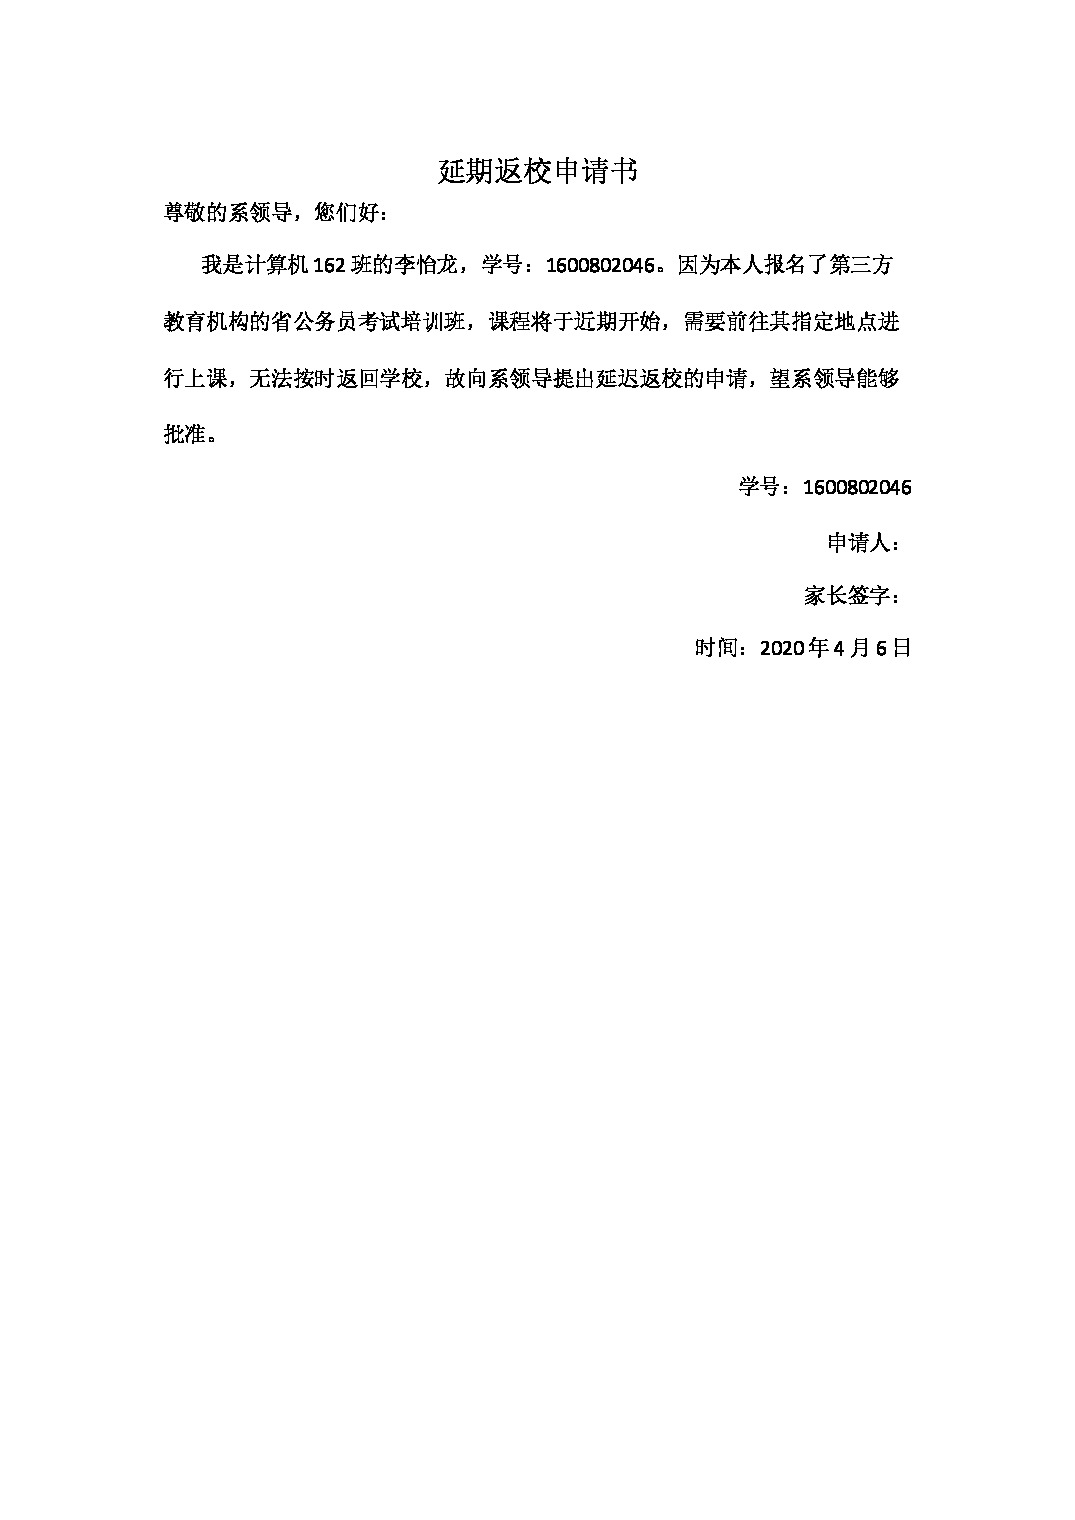 延期返校申请书
尊敬的系领导，您们好：
我是计算机 162 班的李怡龙，学号：1600802046。因为本人报名了第三方
教育机构的省公务员考试培训班，课程将于近期开始，需要前往其指定地点进
行上课，无法按时返回学校，故向系领导提出延迟返校的申请，望系领导能够
批准。
学号：1600802046
申请人：
家长签字：
时间：2020 年 4 月 6 日